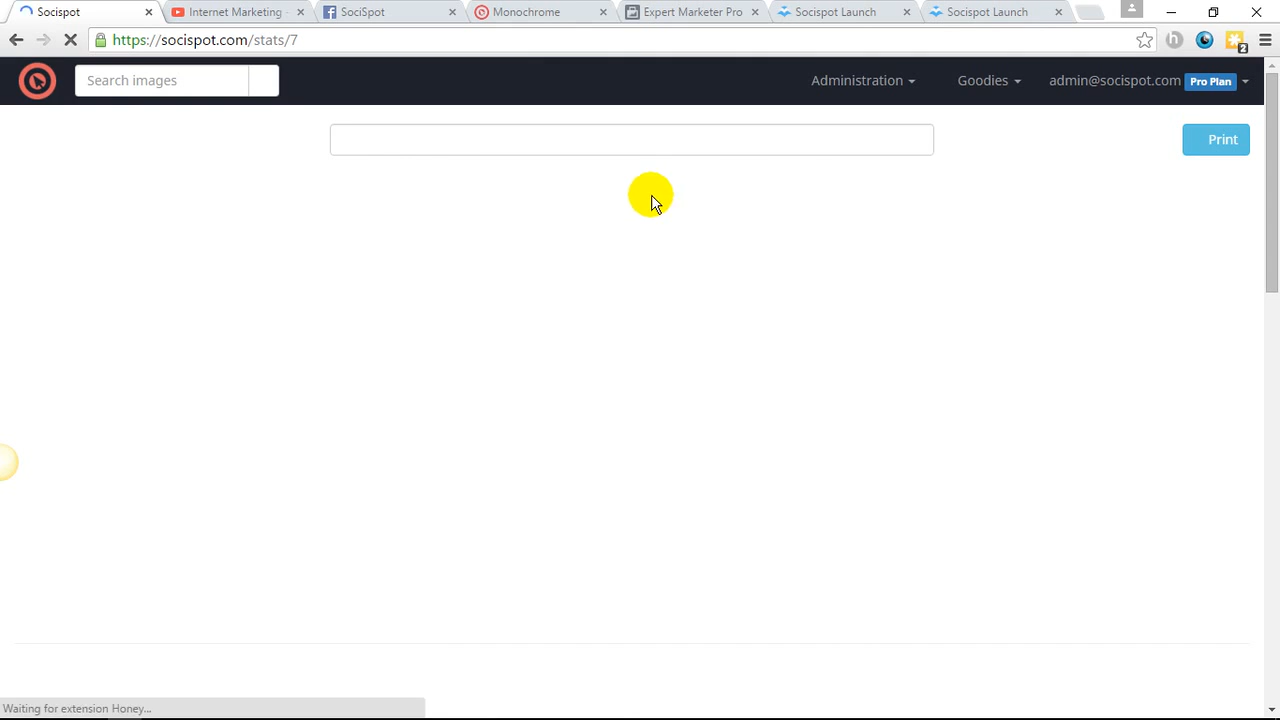 Socispot
Internet Marketing -
SociSpot
Monochrome
Expert Marketer Pro
Socispot Launch
Socispot Launch
https://socispot.com/stats/7
h
2
Search images
Administration
Goodies
admin@socispot.com Pro Plan
Print
Waiting for extension Honey...